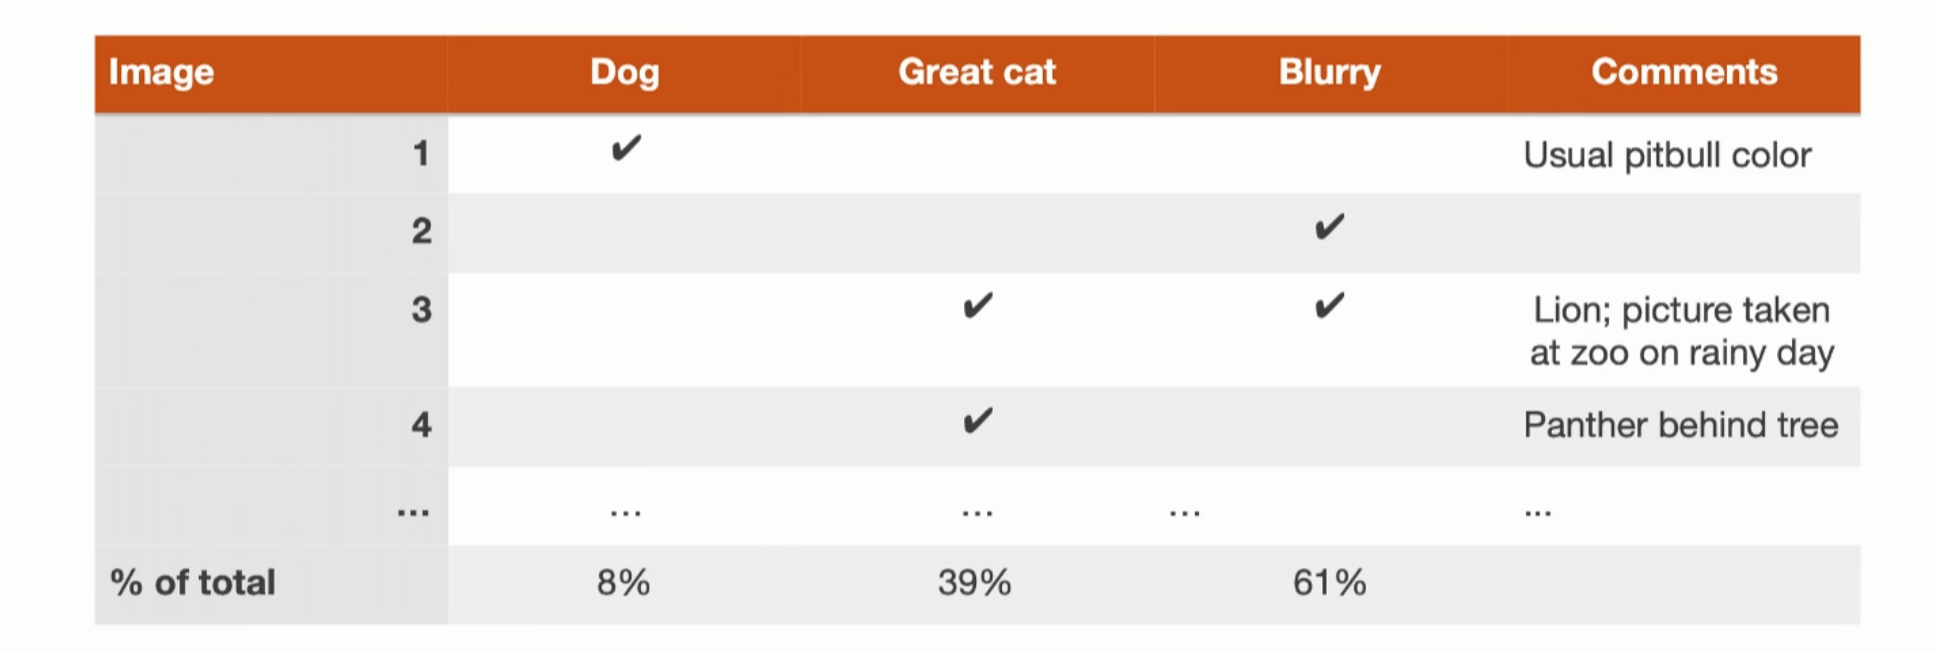 Image Dog Great cat Blurry Comments
1 ✔ Usual pitbull color
2 ✔
3 ✔ ✔ Lion; picture taken
at zoo on rainy day
4 ✔ Panther behind tree
... ... ... ... ...
% of total 8% 39% 61%